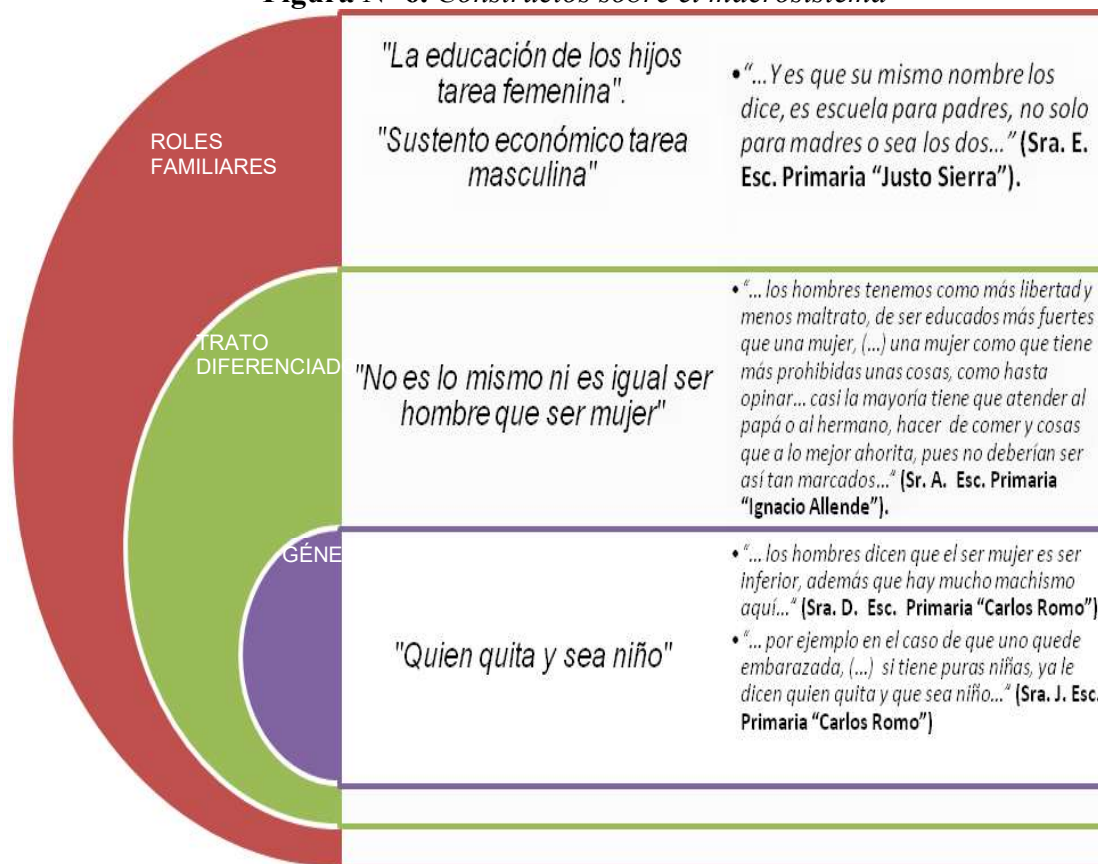 Figura N° 6. Constructos sobre el macrosistema
ROLES
FAMILIARES
"La educación de los hijos
tarea femenina".
"Sustento económico tarea
masculina"
•"...Y es que su mismo nombre los
dice, es escuela para padres, no solo
para madres o sea los dos..." (Sra. E.
Esc. Primaria "Justo Sierra").
TRATO
DIFERENCIAD
"No es lo mismo ni es igual ser
hombre que ser mujer"
•"... los hombres tenemos como más libertad y
menos maltrato, de ser educados más fuertes
que una mujer, (...) una mujer como que tiene
más prohibidas unas cosas, como hasta
opinar... casi la mayoría tiene que atender al
papá o al hermano, hacer de comer y cosas
que a lo mejor ahorita, pues no deberían ser
así tan marcados..." (Sr. A. Esc. Primaria
"Ignacio Allende").
GÉNE
"Quien quita y sea niño"
•"... los hombres dicen que el ser mujer es ser
inferior, además que hay mucho machismo
aquí..." (Sra. D. Esc. Primaria "Carlos Romo")
•"... por ejemplo en el caso de que uno quede
embarazada, (...) si tiene puras niñas, ya le
dicen quien quita y que sea niño..." (Sra. J. Esc.
Primaria "Carlos Romo")